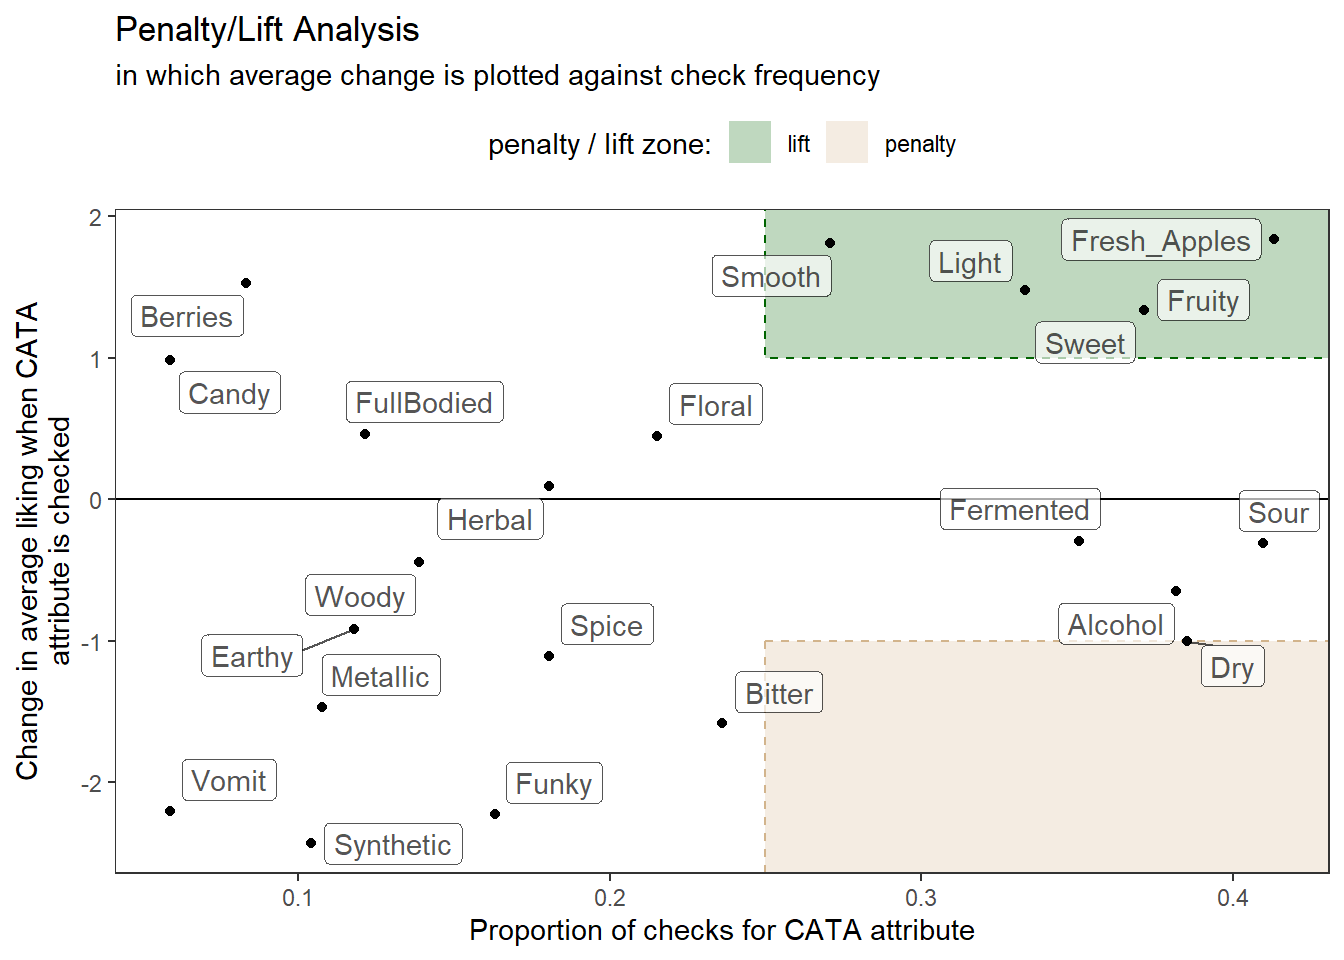 Penalty/Lift Analysis
in which average change is plotted against check frequency
penalty / lift zone: lift penalty
Change in average liking when CATA
attribute is checked
2
1
0
-1
-2
Fresh_Apples
Light
Smooth
Fruity
Berries
Sweet
Candy
FullBodied
Floral
Fermented
Sour
Herbal
Woody
Spice
Alcohol
Earthy
Dry
Metallic
Bitter
Vomit
Funky
Synthetic
0.1 0.2 0.3 0.4
Proportion of checks for CATA attribute